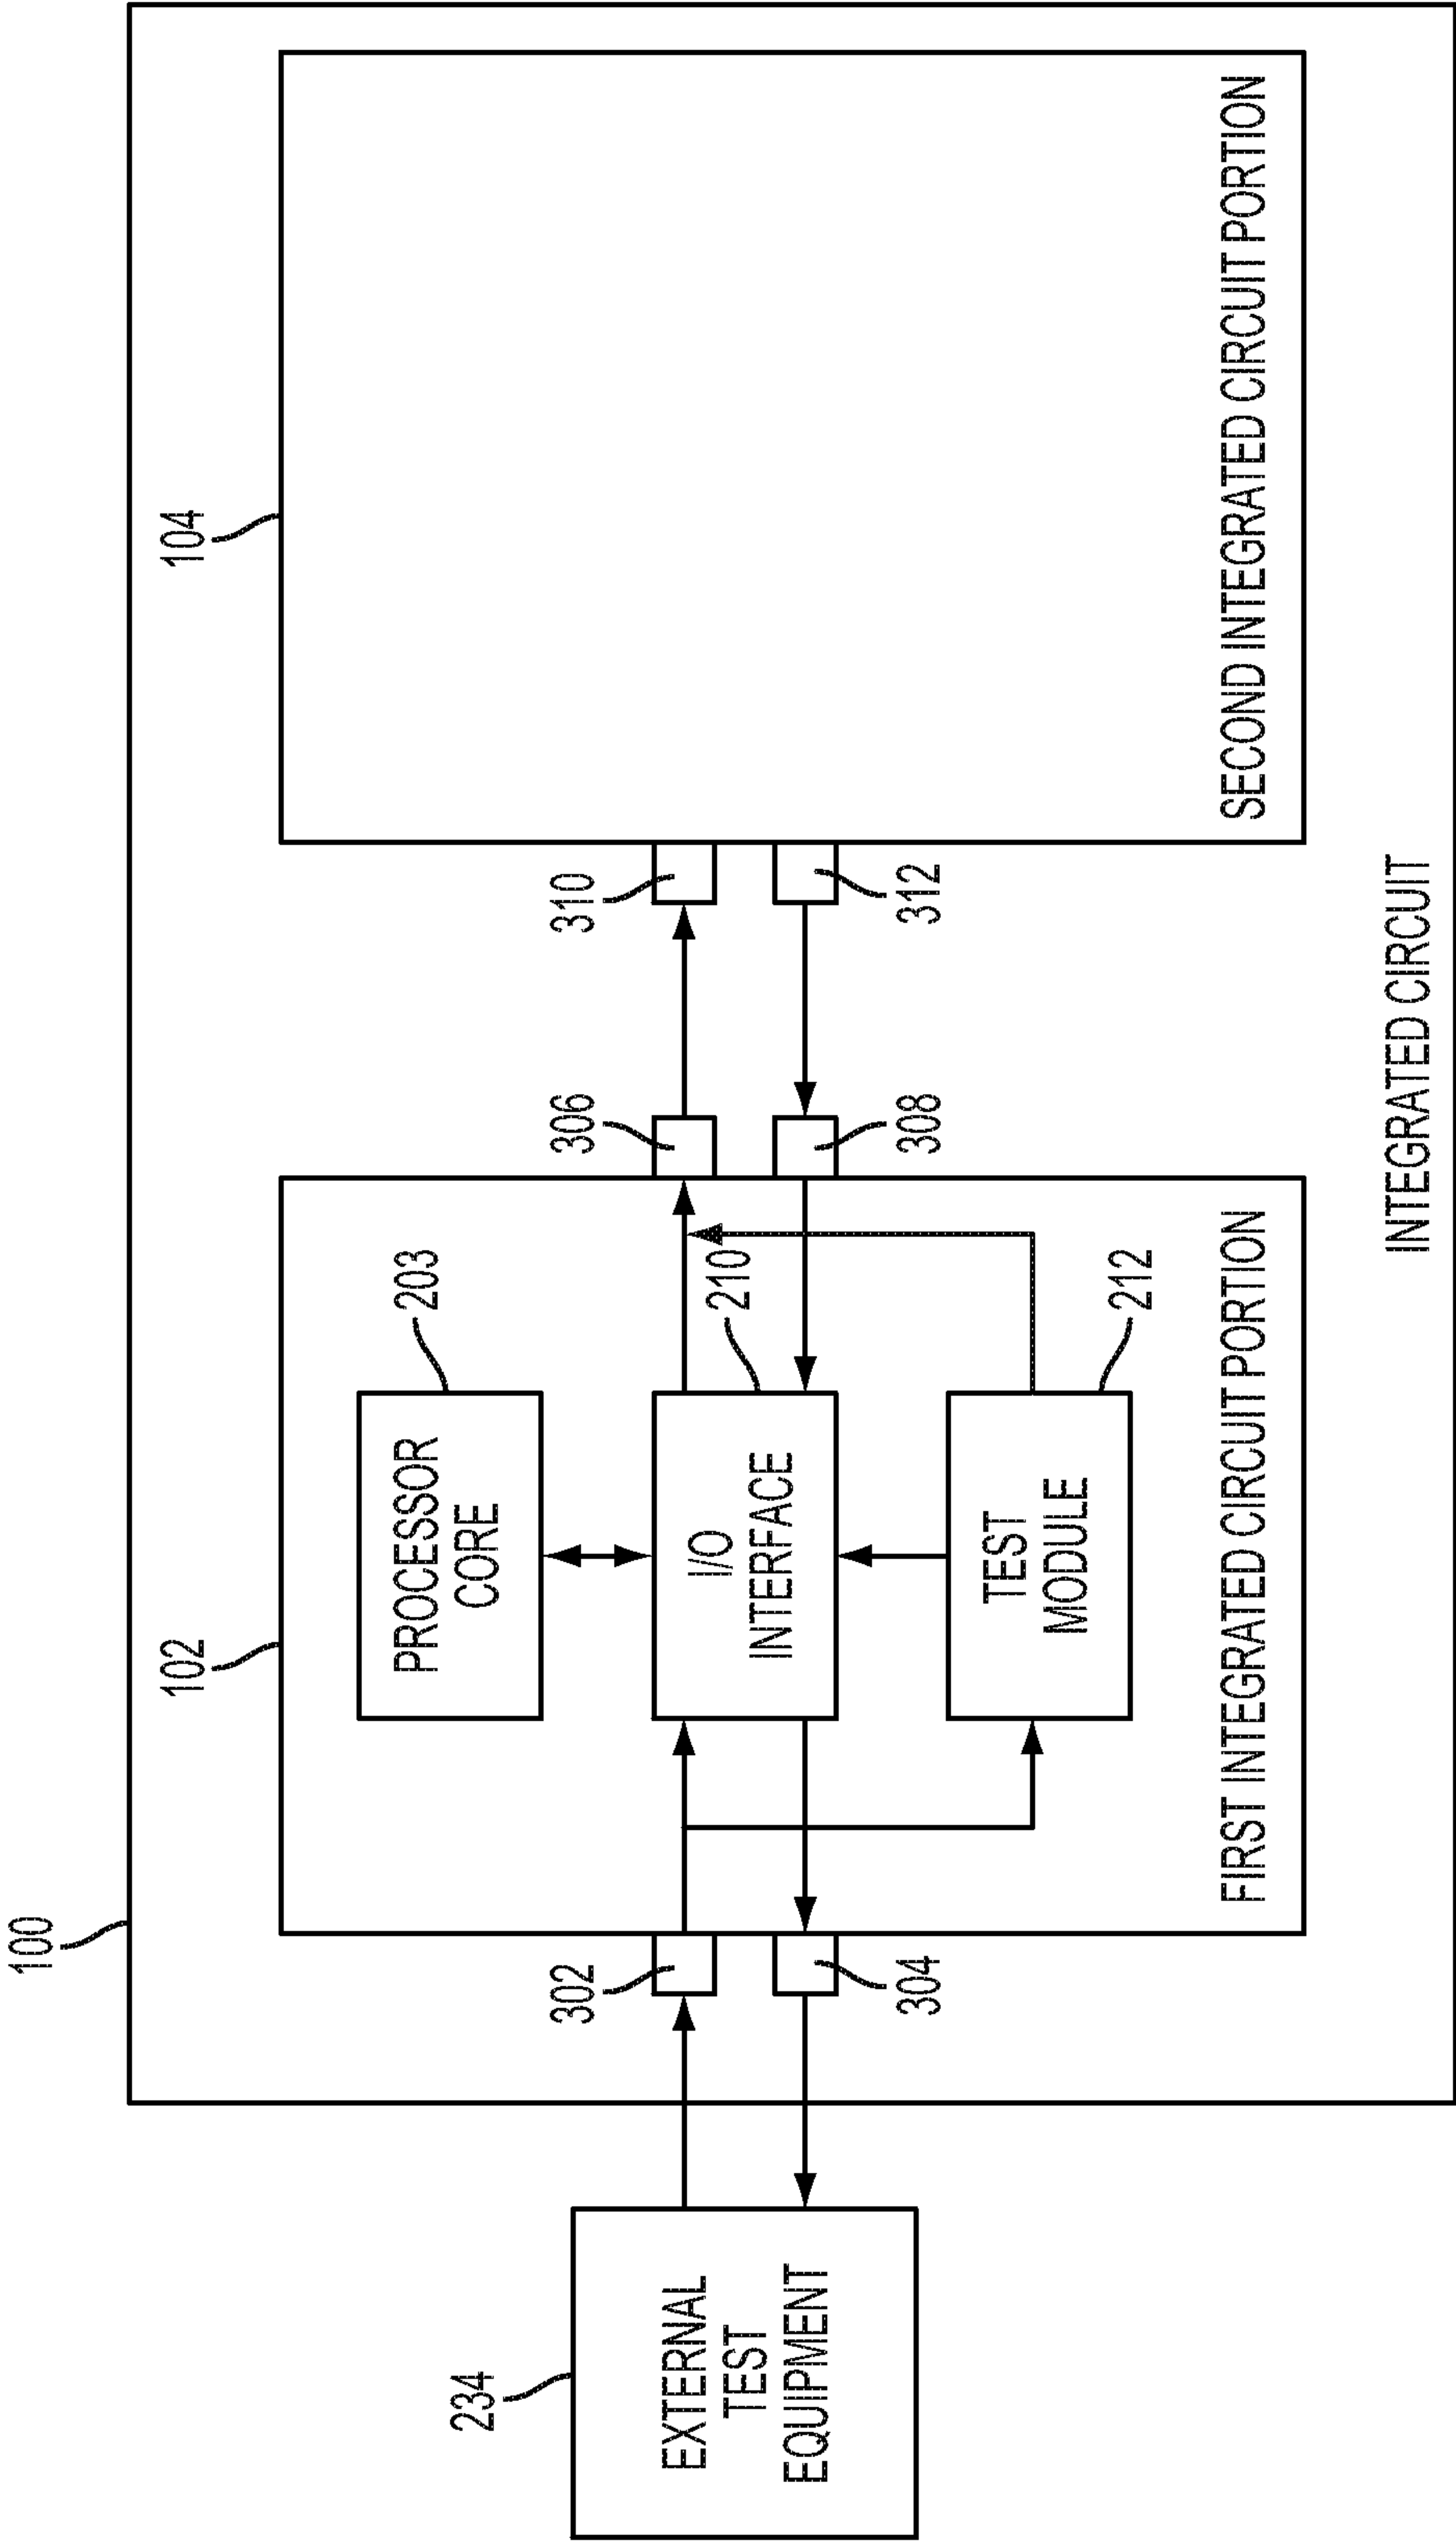 100
102
104
203
PROCESSOR
CORE
302
306
310
234
EXTERNAL
TEST
EQUIPMENT
I/O
INTERFACE
210
304
308
312
TEST
MODULE
212
FIRST INTEGRATED CIRCUIT PORTION
SECOND INTEGRATED CIRCUIT PORTION
INTEGRATED CIRCUIT